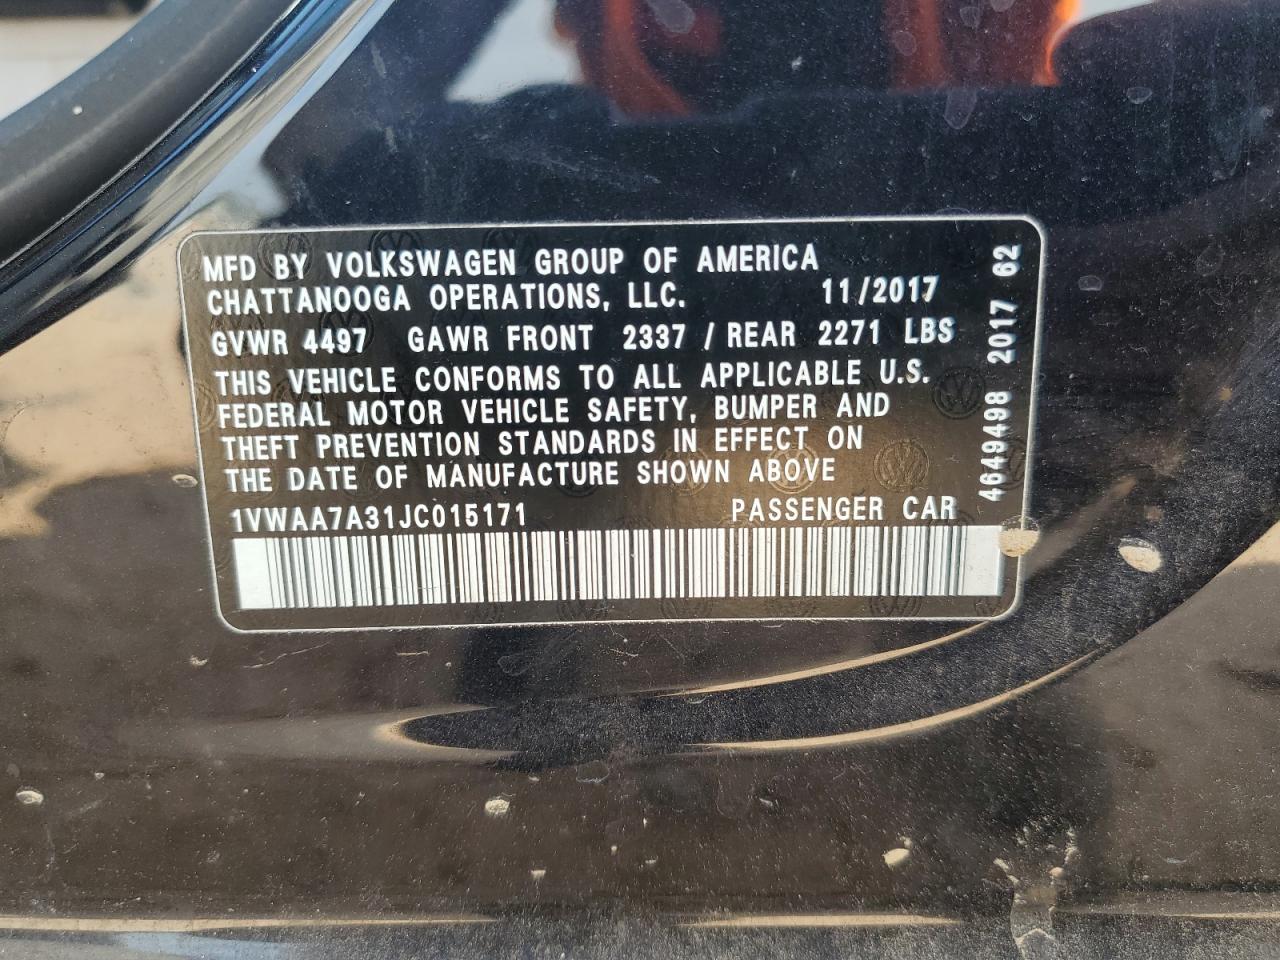 MFD BY VOLKSWAGEN GROUP OF AMERICA
CHATTANOOGA OPERATIONS, LLC. 11/2017
GVWR 4497 GAWR FRONT 2337 / REAR 2271 LBS
THIS VEHICLE CONFORMS TO ALL APPLICABLE U.S.
FEDERAL MOTOR VEHICLE SAFETY, BUMPER AND
THEFT PREVENTION STANDARDS IN EFFECT ON
THE DATE OF MANUFACTURE SHOWN ABOVE
1VWAA7A31JC015171 PASSENGER CAR
4649498 2017 62